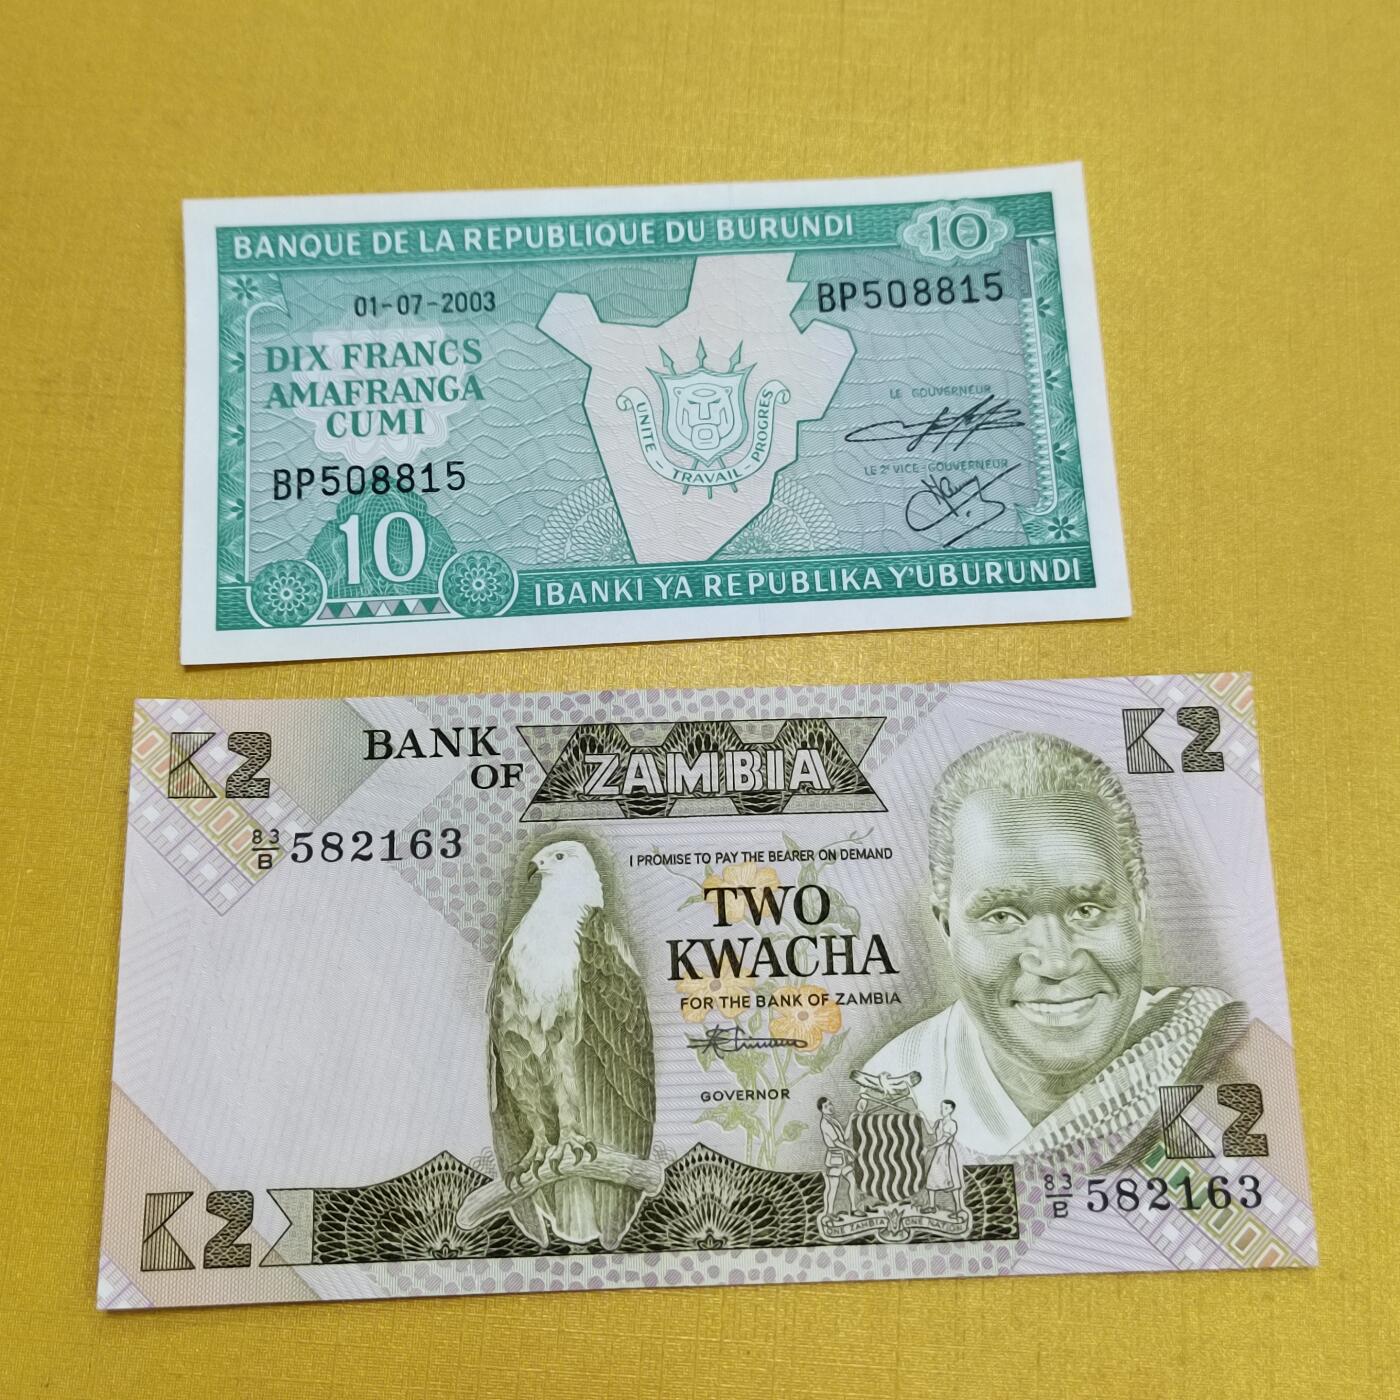 BANQUE DE LA REPUBLIQUE DU BURUNDI
10
01-07-2003
BP508815
DIX FRANCS
AMAFRANGA
CUMI
UNITE - TRAVAIL - PROGRES
LE GOUVERNEUR
LE 2e VICE-GOUVERNEUR
BP508815
10
IBANKI YA REPUBLIKA Y'UBURUNDI
K2
BANK
OF
ZAMBIA
K2
83/B 582163
I PROMISE TO PAY THE BEARER ON DEMAND
TWO
KWACHA
FOR THE BANK OF ZAMBIA
GOVERNOR
K2
83/B 582163
K2
ONE ZAMBIA ONE NATION